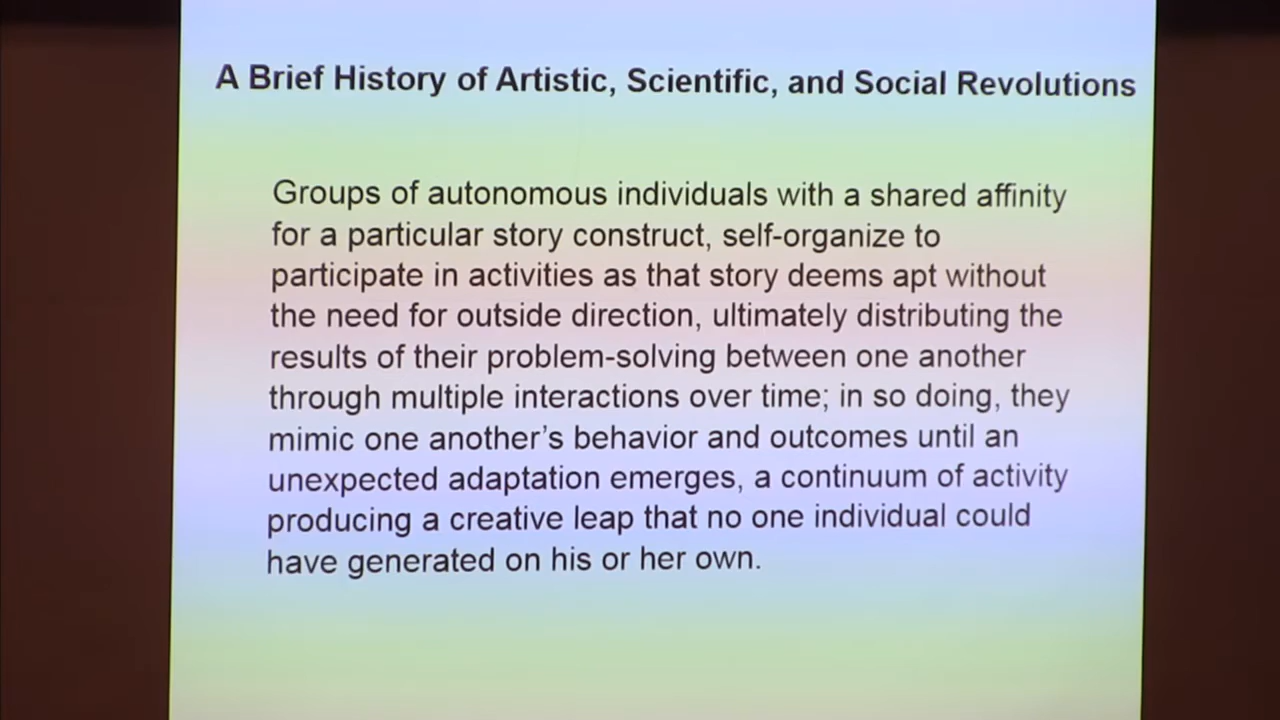 A Brief History of Artistic, Scientific, and Social Revolutions
Groups of autonomous individuals with a shared affinity
for a particular story construct, self-organize to
participate in activities as that story deems apt without
the need for outside direction, ultimately distributing the
results of their problem-solving between one another
through multiple interactions over time; in so doing, they
mimic one another’s behavior and outcomes until an
unexpected adaptation emerges, a continuum of activity
producing a creative leap that no one individual could
have generated on his or her own.